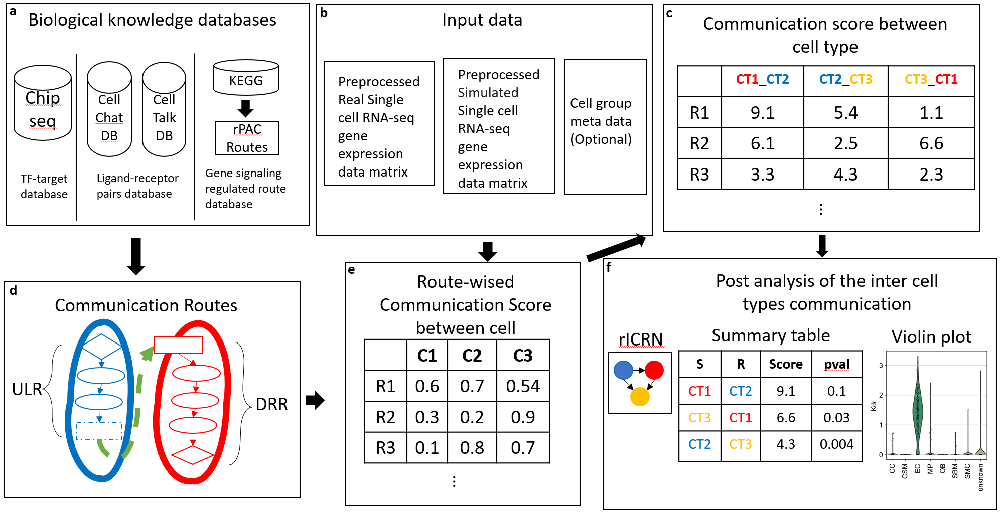 a
Biological knowledge databases
Chip
seq
Cell
Chat
DB
Cell
Talk
DB
KEGG
rPAC
Routes
TF-target
database
Ligand-receptor
pairs database
Gene signaling
regulated route
database
b
Input data
Preprocessed
Real Single
cell RNA-seq
gene
expression
data matrix
Preprocessed
Simulated
Single cell
RNA-seq
gene
expression
data matrix
Cell group
meta data
(Optional)
c
Communication score between
cell type
CT1_CT2 CT2_CT3 CT3_CT1
R1 9.1 5.4 1.1
R2 6.1 2.5 6.6
R3 3.3 4.3 2.3
⋮
d
Communication Routes
ULR
DRR
e
Route-wised
Communication Score
between cell
C1 C2 C3
R1 0.6 0.7 0.54
R2 0.3 0.2 0.9
R3 0.1 0.8 0.7
⋮
f
Post analysis of the inter cell
types communication
rICRN
Summary table
S R Score pval
CT1 CT2 9.1 0.1
CT3 CT1 6.6 0.03
CT2 CT3 4.3 0.004
Violin plot
Kdr
3
2
1
0
CC CSM EC MP OB SBM SMC unknown